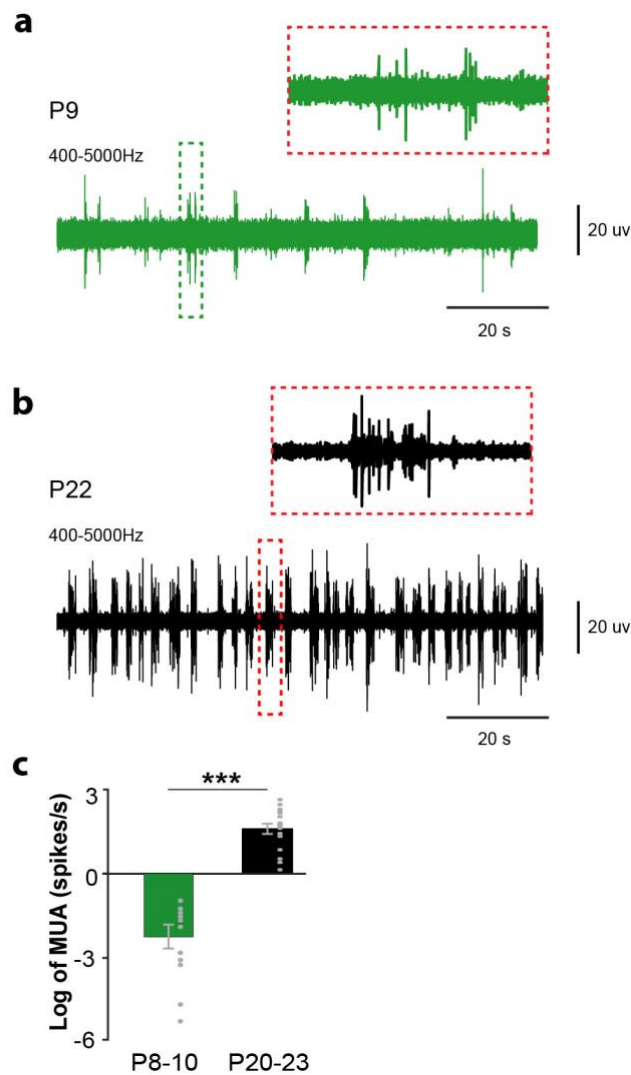 a
P9
400-5000Hz
20 uv
20 s
b
P22
400-5000Hz
20 uv
20 s
c
***
Log of MUA (spikes/s)
3
0
-3
-6
P8-10 P20-23